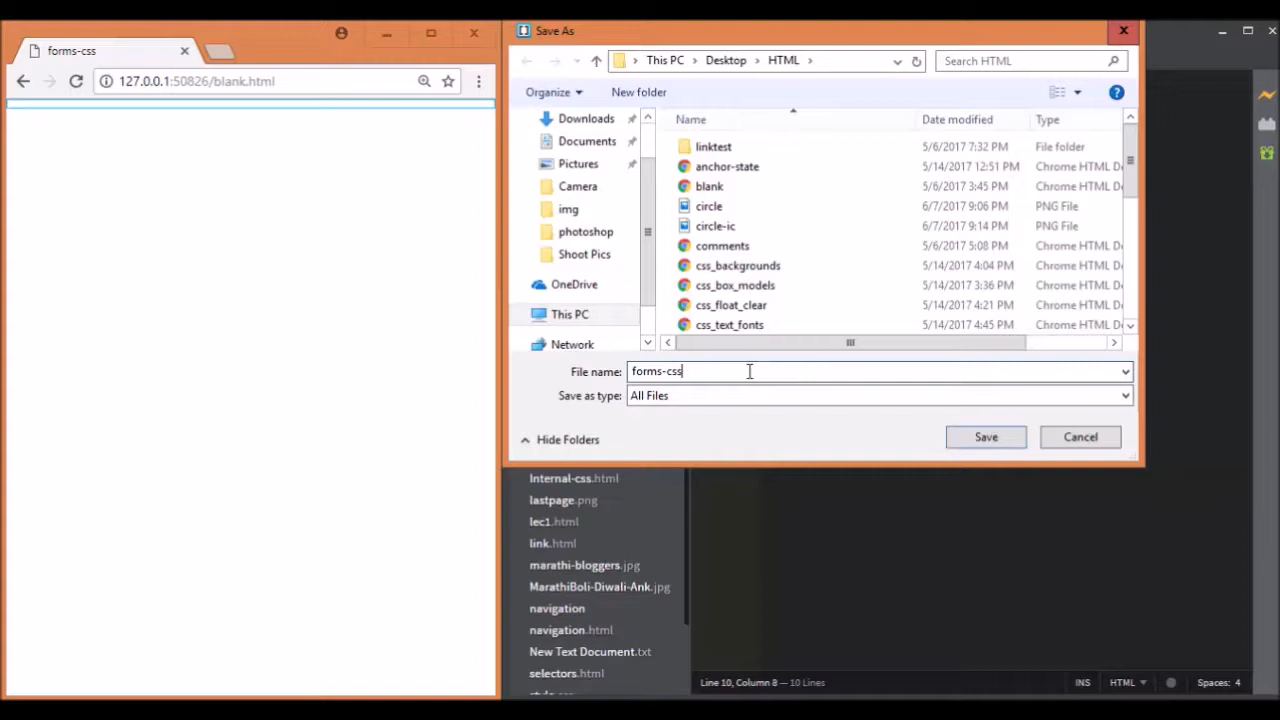 forms-css
127.0.0.1:50826/blank.html
Save As
This PC > Desktop > HTML >
Search HTML
Organize
New folder
Downloads
Documents
Pictures
Camera
img
photoshop
Shoot Pics
OneDrive
This PC
Network
Name Date modified Type
linktest 5/6/2017 7:32 PM File folder
anchor-state 5/14/2017 12:51 PM Chrome HTML D
blank 5/6/2017 3:45 PM Chrome HTML D
circle 6/7/2017 9:06 PM PNG File
circle-ic 6/7/2017 9:14 PM PNG File
comments 5/6/2017 5:08 PM Chrome HTML D
css_backgrounds 5/14/2017 4:04 PM Chrome HTML D
css_box_models 5/14/2017 3:36 PM Chrome HTML D
css_float_clear 5/14/2017 4:21 PM Chrome HTML D
css_text_fonts 5/14/2017 4:45 PM Chrome HTML D
File name: forms-css
Save as type: All Files
Hide Folders
Save
Cancel
Internal-css.html
lastpage.png
lec1.html
link.html
marathi-bloggers.jpg
MarathiBoli-Diwali-Ank.jpg
navigation
navigation.html
New Text Document.txt
selectors.html
Line 10, Column 8 — 10 Lines
INS
HTML
Spaces: 4